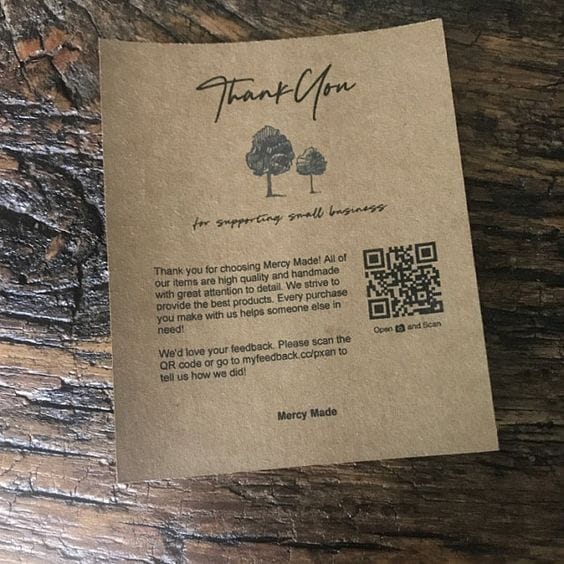 Thank You
for supporting small business
Thank you for choosing Mercy Made! All of
our items are high quality and handmade
with great attention to detail. We strive to
provide the best products. Every purchase
you make with us helps someone else in
need!
We'd love your feedback. Please scan the
QR code or go to myfeedback.cc/pxan to
tell us how we did!
Open and Scan
Mercy Made